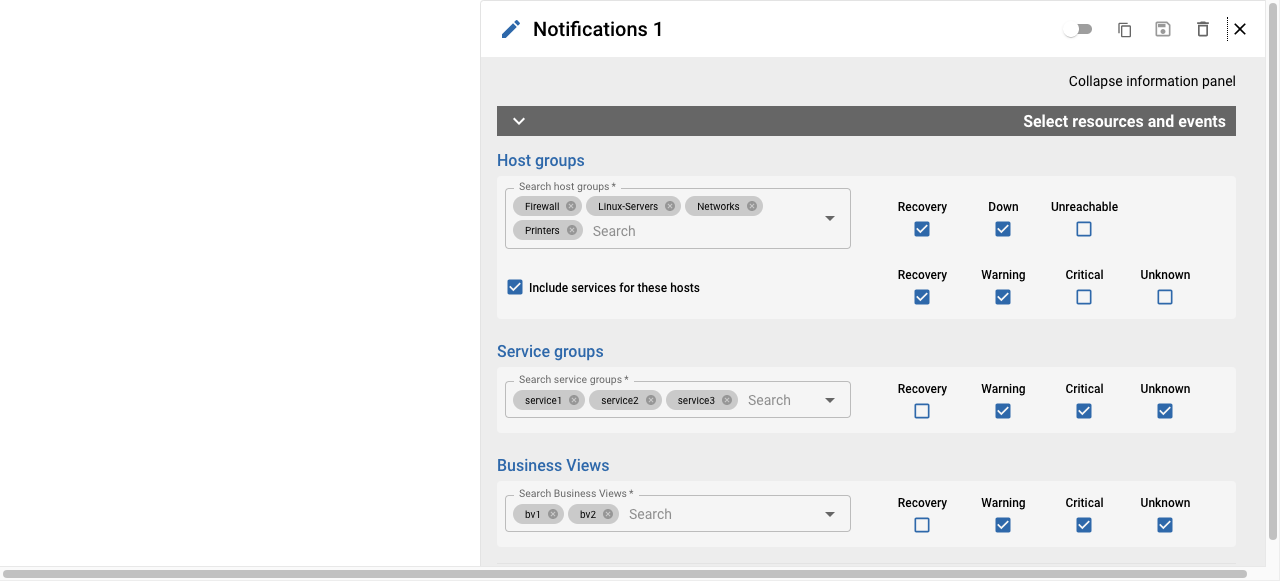 Notifications 1
Collapse information panel
Select resources and events
Host groups
Search host groups *
Firewall Linux-Servers Networks
Printers Search
Recovery Down Unreachable
Include services for these hosts
Recovery Warning Critical Unknown
Service groups
Search service groups *
service1 service2 service3 Search
Recovery Warning Critical Unknown
Business Views
Search Business Views *
bv1 bv2 Search
Recovery Warning Critical Unknown